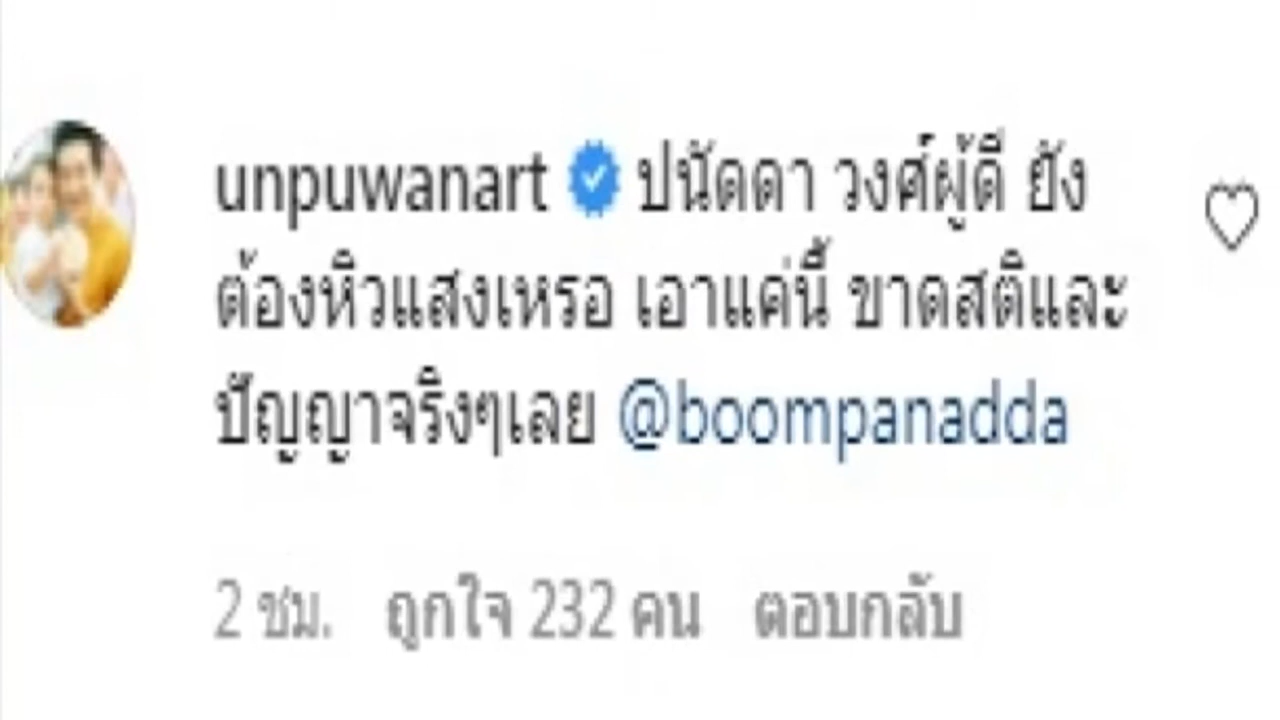 unpuwanart ปนัดดา วงศ์ผู้ดี ยัง
ต้องหิวแสงเหรอ เอาแค่นี้ ขาดสติและ
ปัญญาจริงๆเลย @boompanadda
2 ชม. ถูกใจ 232 คน ตอบกลับ